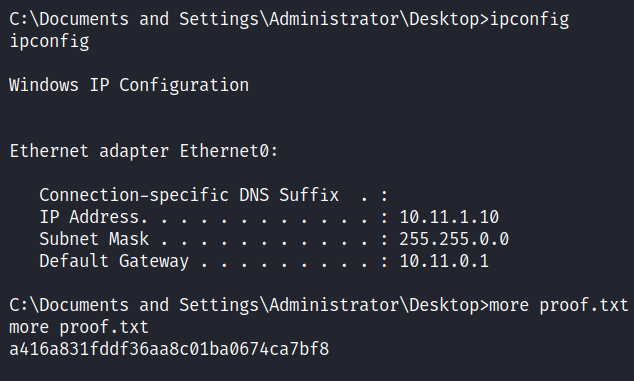 C:\Documents and Settings\Administrator\Desktop>ipconfig
ipconfig
Windows IP Configuration
Ethernet adapter Ethernet0:
Connection-specific DNS Suffix  . :
IP Address. . . . . . . . . . . . : 10.11.1.10
Subnet Mask . . . . . . . . . . . : 255.255.0.0
Default Gateway . . . . . . . . . : 10.11.0.1
C:\Documents and Settings\Administrator\Desktop>more proof.txt
more proof.txt
a416a831fddf36aa8c01ba0674ca7bf8